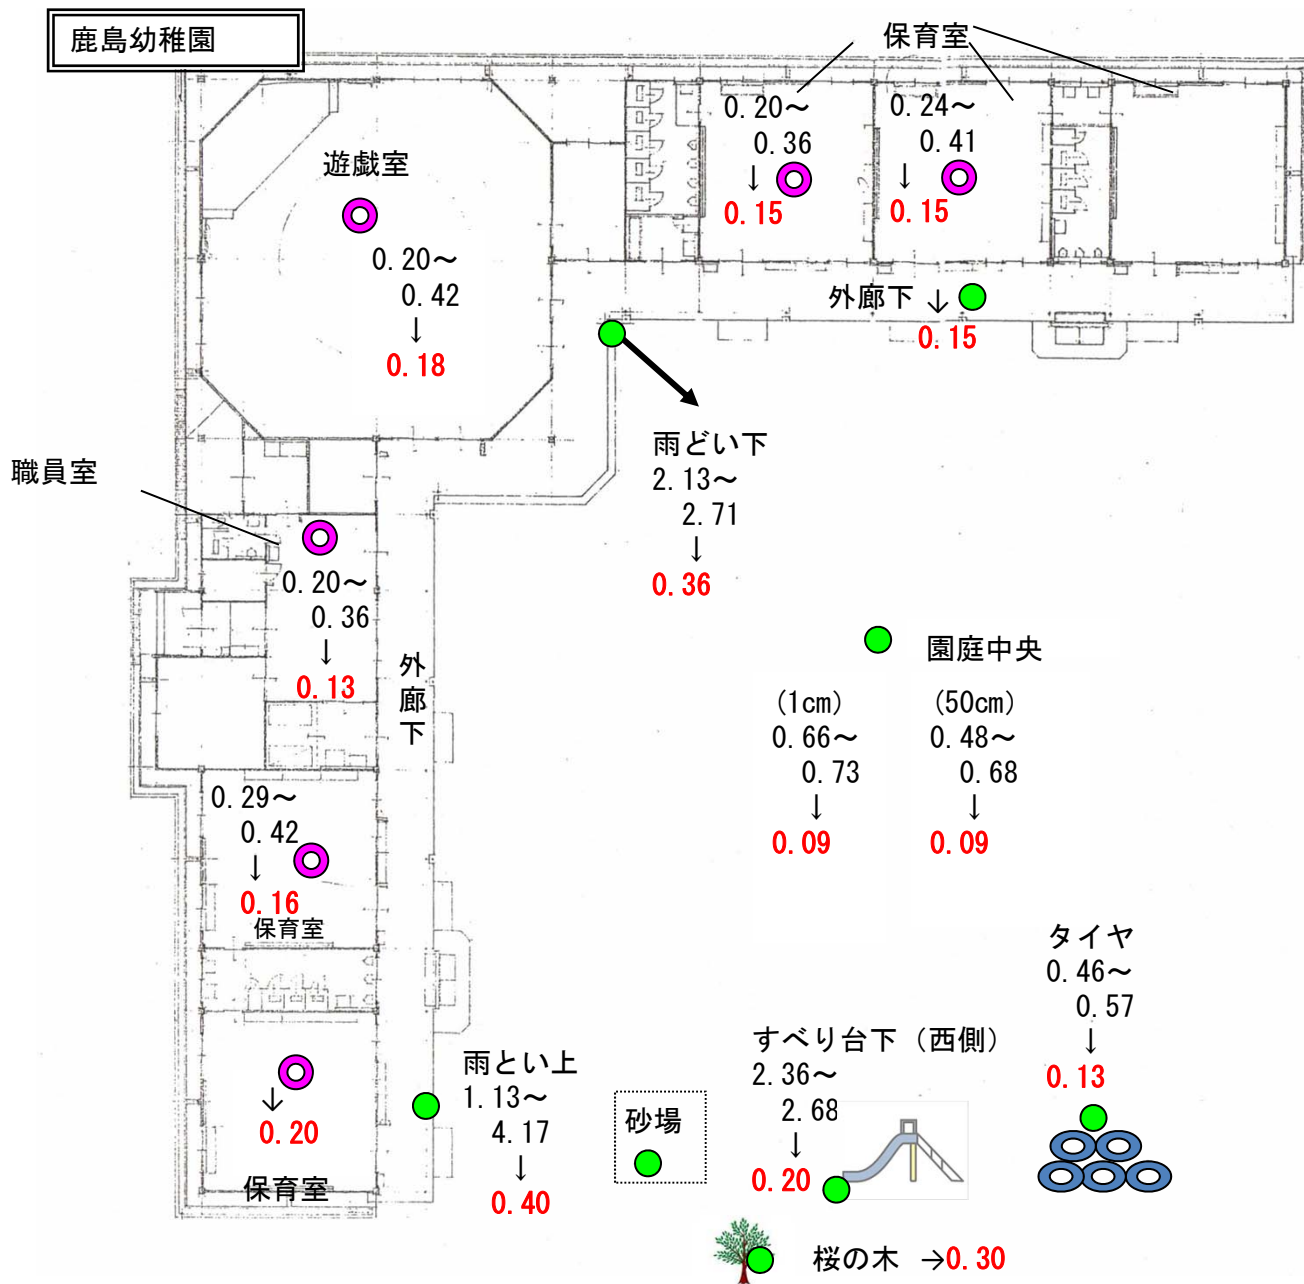 鹿島幼稚園
保育室
0.20～
0.36
↓
0.15
0.24～
0.41
↓
0.15
遊戯室
0.20～
0.42
↓
0.18
外廊下 ↓
0.15
雨どい下
2.13～
2.71
↓
0.36
職員室
0.20～
0.36
↓
0.13
外廊下
園庭中央
(1cm)
0.66～
0.73
↓
0.09
(50cm)
0.48～
0.68
↓
0.09
0.29～
0.42
↓
0.16
保育室
タイヤ
0.46～
0.57
↓
0.13
すべり台下（西側）
2.36～
2.68
↓
0.20
雨とい上
1.13～
4.17
↓
0.40
砂場
↓
0.20
保育室
桜の木 →0.30